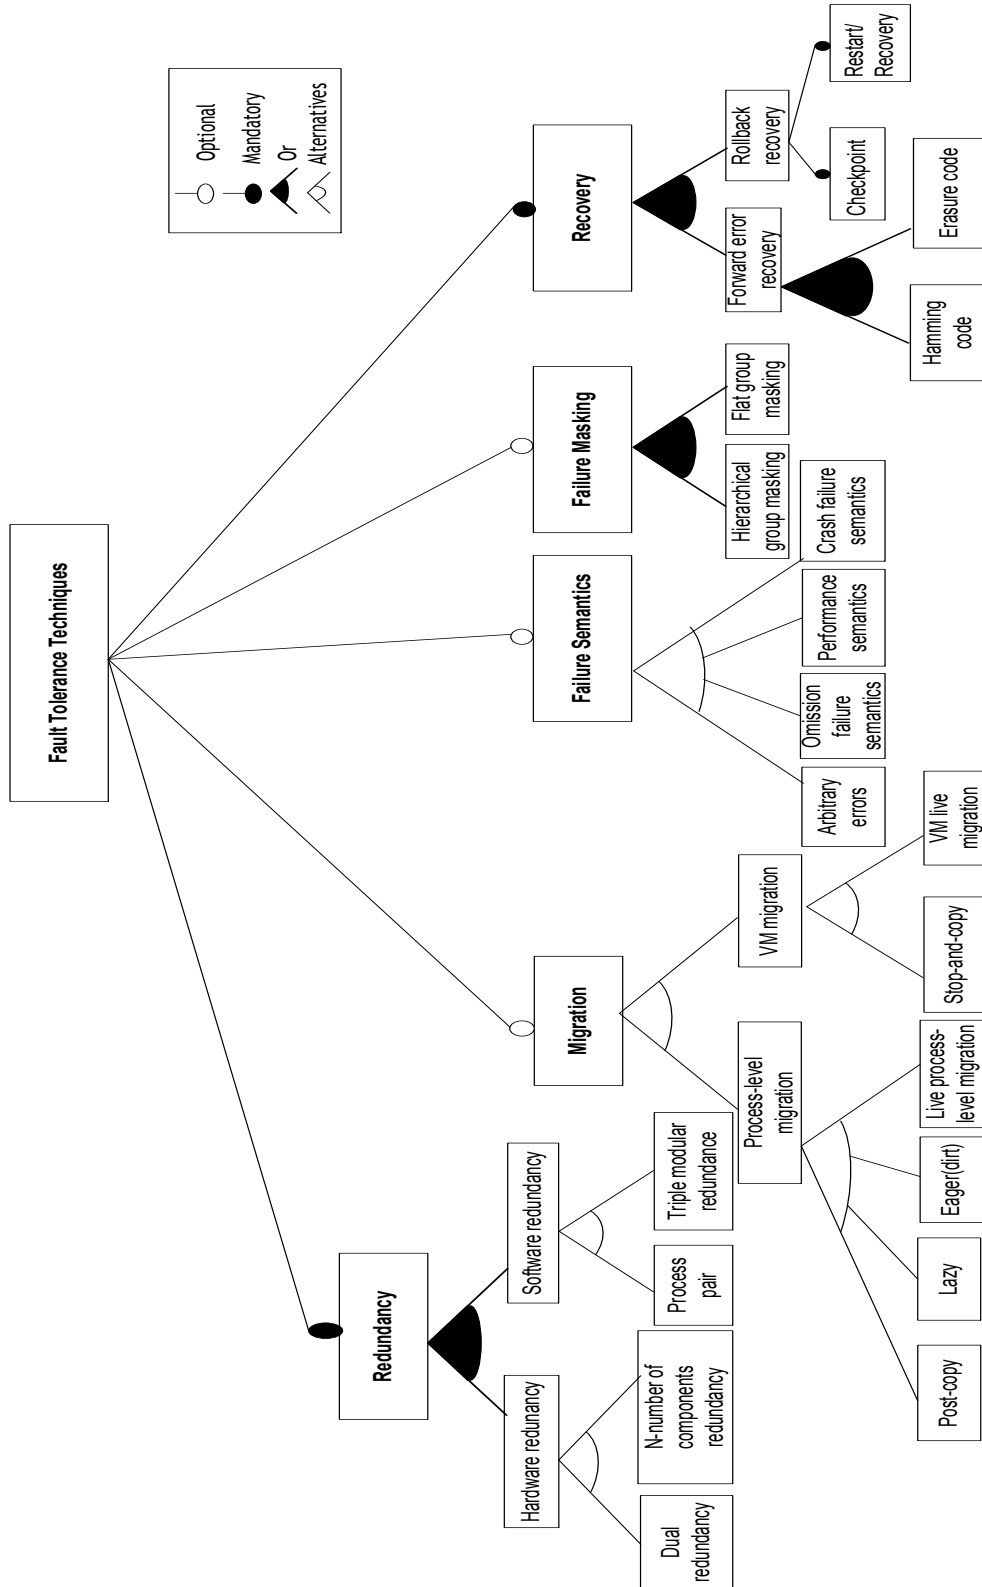 Fault Tolerance Techniques
Optional
Mandatory
Or
Alternatives
Redundancy
Migration
Failure Semantics
Failure Masking
Recovery
Hardware redunancy
Software redundancy
Dual
redundancy
N-number of
components
redundancy
Process
pair
Triple modular
redundance
Process-level
migration
VM migration
Post-copy
Lazy
Eager(dirt)
Live process-
level migration
Stop-and-copy
VM live
migration
Arbitrary
errors
Omission
failure
semantics
Performance
semantics
Crash failure
semantics
Hierarchical
group masking
Flat group
masking
Forward error
recovery
Rollback
recovery
Hamming
code
Erasure code
Checkpoint
Restart/
Recovery